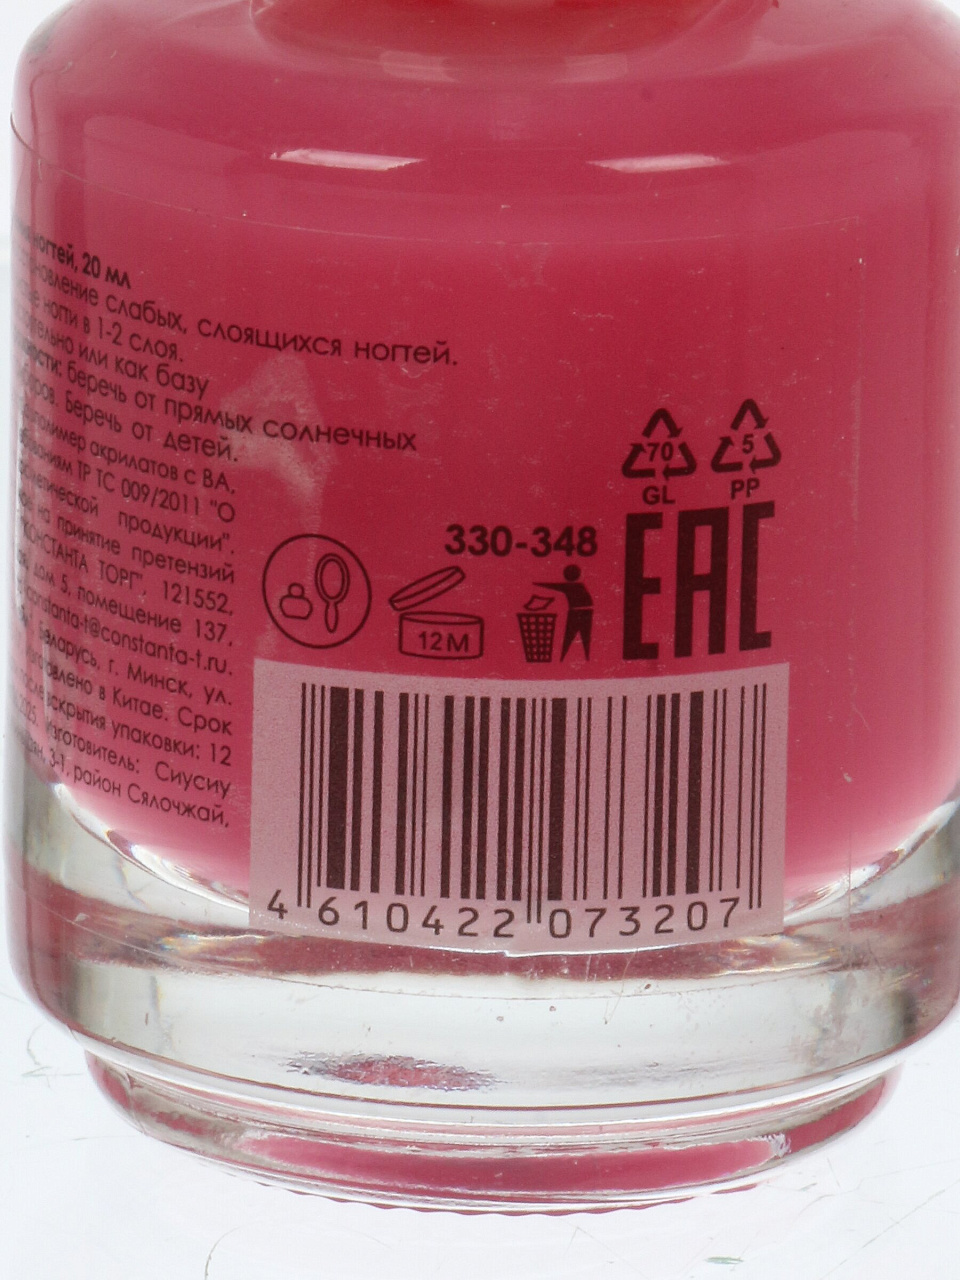 ногтей, 20 мл
слабых, слоящихся ногтей.
ногти в 1-2 слоя.
или как базу
беречь от прямых солнечных
Беречь от детей.
акрилатов с ВА,
ТР ТС 009/2011 "О
продукции".
на принятие претензий
"КОНСТАНТА ТОРГ", 121552,
дом 5, помещение 137,
constanta-t@constanta-t.ru.
Беларусь, г. Минск, ул.
в Китае. Срок
вскрытия упаковки: 12
2025. Изготовитель: Сиусиу
3-1, район Сялочжай,
70
GL
5
PP
330-348
12M
EAC
4 610422 073207